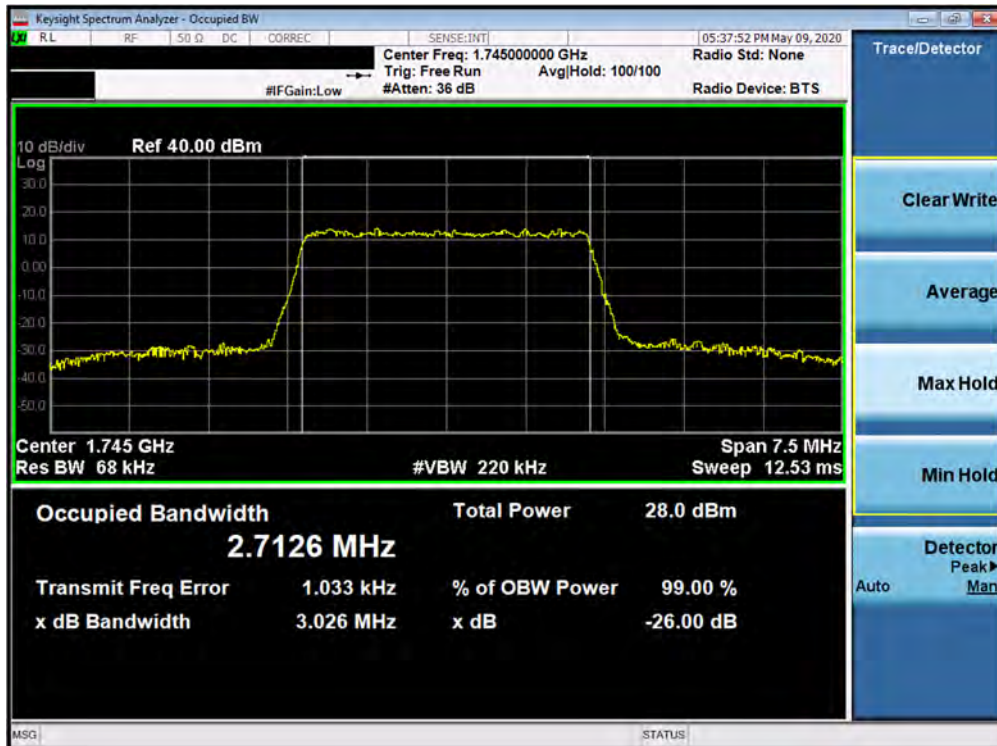 Keysight Spectrum Analyzer - Occupied BW
RL RF 50 Ω DC CORREC SENSE:INT 05:37:52 PM May 09, 2020
Center Freq: 1.745000000 GHz Radio Std: None
Trig: Free Run Avg|Hold: 100/100
#IFGain:Low #Atten: 36 dB Radio Device: BTS
10 dB/div Ref 40.00 dBm
Log
30.0
20.0
10.0
0.00
-10.0
-20.0
-30.0
-40.0
-50.0
Center 1.745 GHz Span 7.5 MHz
Res BW 68 kHz #VBW 220 kHz Sweep 12.53 ms
Occupied Bandwidth Total Power 28.0 dBm
2.7126 MHz
Transmit Freq Error 1.033 kHz % of OBW Power 99.00 %
x dB Bandwidth 3.026 MHz x dB -26.00 dB
MSG STATUS
Trace/Detector
Clear Write
Average
Max Hold
Min Hold
Detector
Peak▶
Auto Man